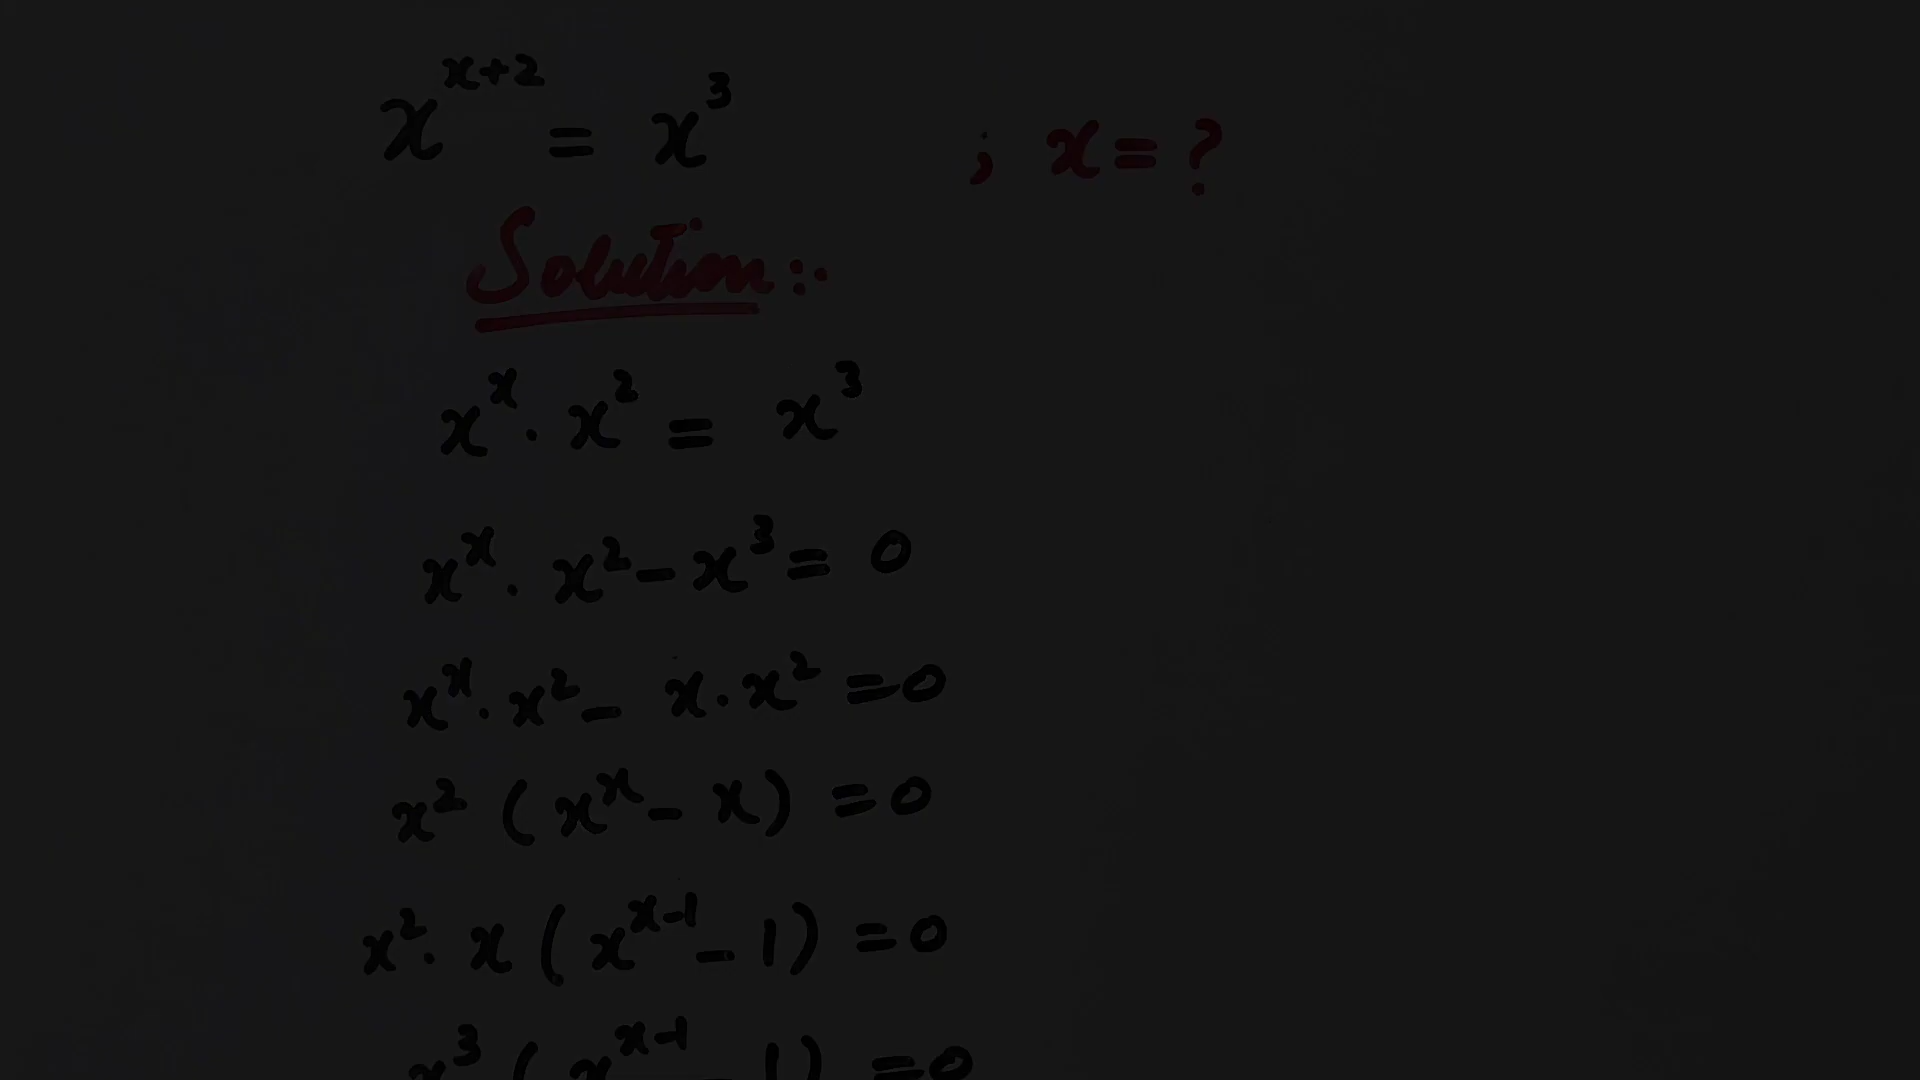 x^{x+2} = x^3 ; x = ?
Solution:-
x^x · x^2 = x^3
x^x · x^2 - x^3 = 0
x^x · x^2 - x · x^2 = 0
x^2 (x^x - x) = 0
x^2 · x (x^{x-1} - 1) = 0
x^3 (x^{x-1} - 1) = 0